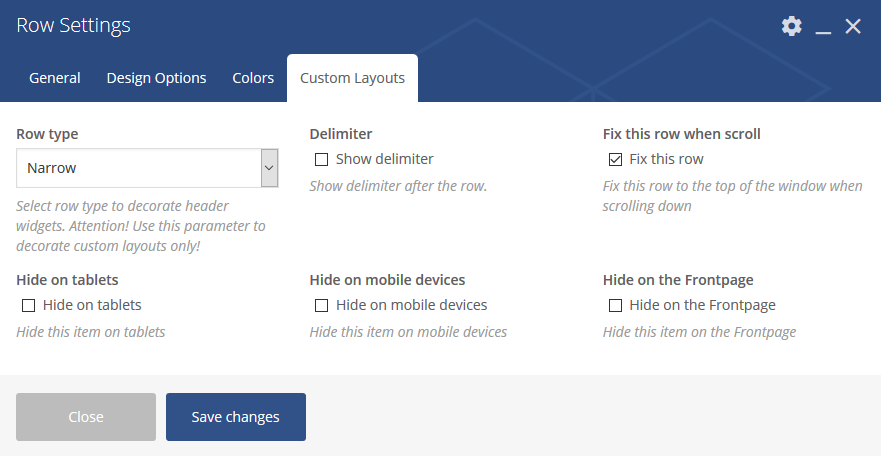 Row Settings
General
Design Options
Colors
Custom Layouts
Row type
Narrow
Select row type to decorate header
widgets. Attention! Use this parameter to
decorate custom layouts only!
Delimiter
Show delimiter
Show delimiter after the row.
Fix this row when scroll
Fix this row
Fix this row to the top of the window when
scrolling down
Hide on tablets
Hide on tablets
Hide this item on tablets
Hide on mobile devices
Hide on mobile devices
Hide this item on mobile devices
Hide on the Frontpage
Hide on the Frontpage
Hide this item on the Frontpage
Close
Save changes